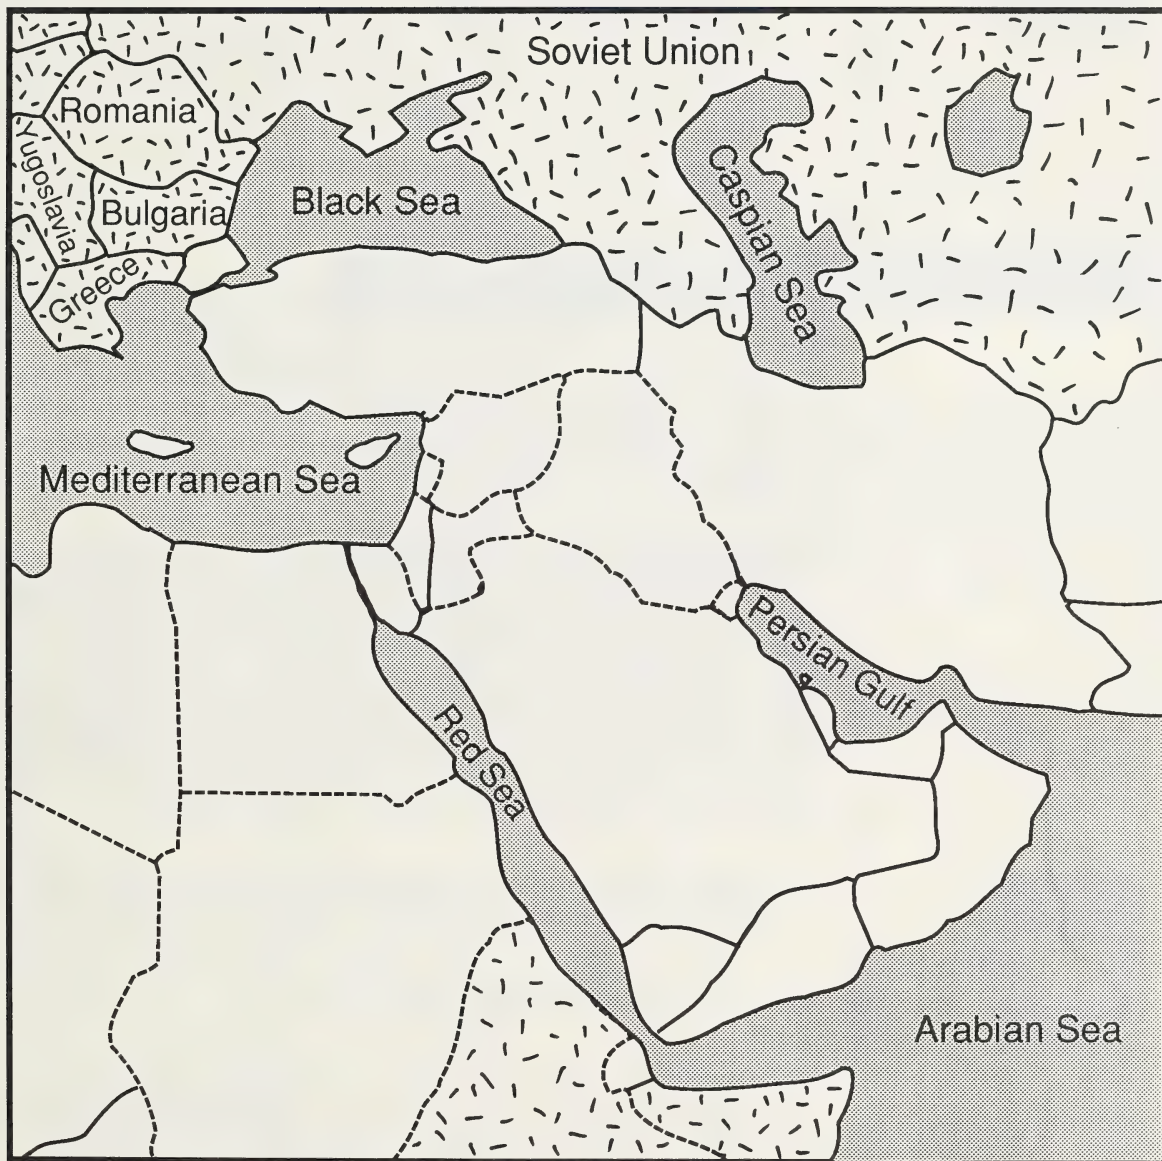 Soviet Union
Romania
Yugoslavia
Bulgaria
Greece
Black Sea
Caspian Sea
Mediterranean Sea
Persian Gulf
Red Sea
Arabian Sea